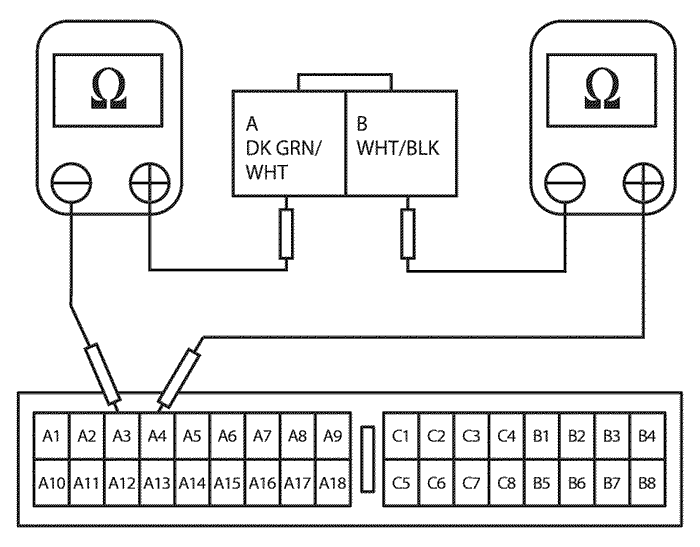 Ω
Ω
A
DK GRN/
WHT
B
WHT/BLK
A1 A2 A3 A4 A5 A6 A7 A8 A9
C1 C2 C3 C4 B1 B2 B3 B4
A10 A11 A12 A13 A14 A15 A16 A17 A18
C5 C6 C7 C8 B5 B6 B7 B8